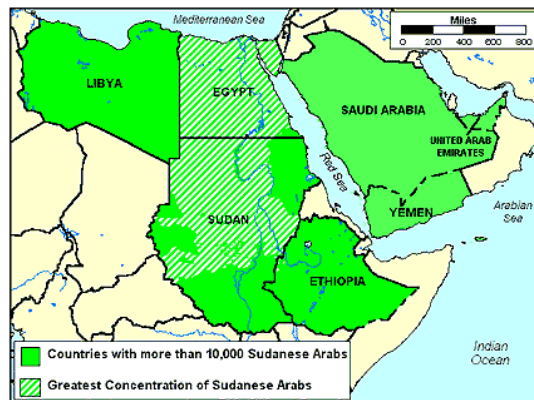 Mediterranean Sea
Miles
0 200 400 600 800
LIBYA
EGYPT
SAUDI ARABIA
UNITED ARAB
EMIRATES
Red Sea
Arabian
Sea
YEMEN
SUDAN
ETHIOPIA
Indian
Ocean
Countries with more than 10,000 Sudanese Arabs
Greatest Concentration of Sudanese Arabs